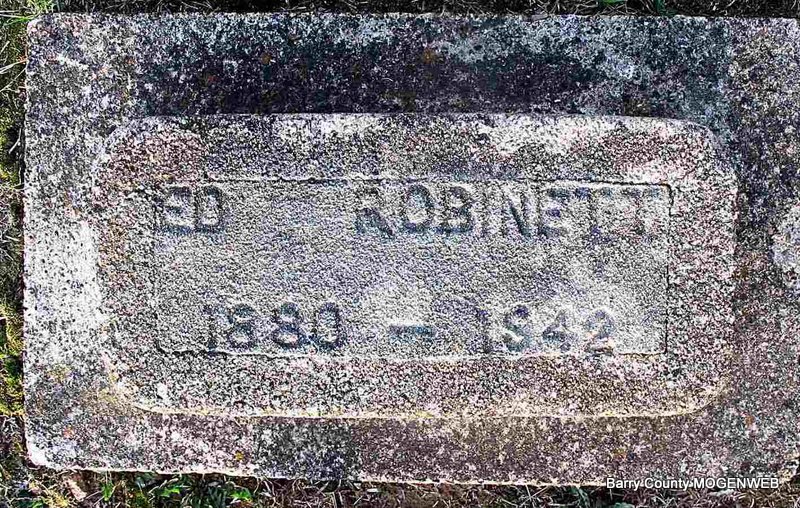 ED ROBINETT
1880 – 1942
Barry County MOGENWEB